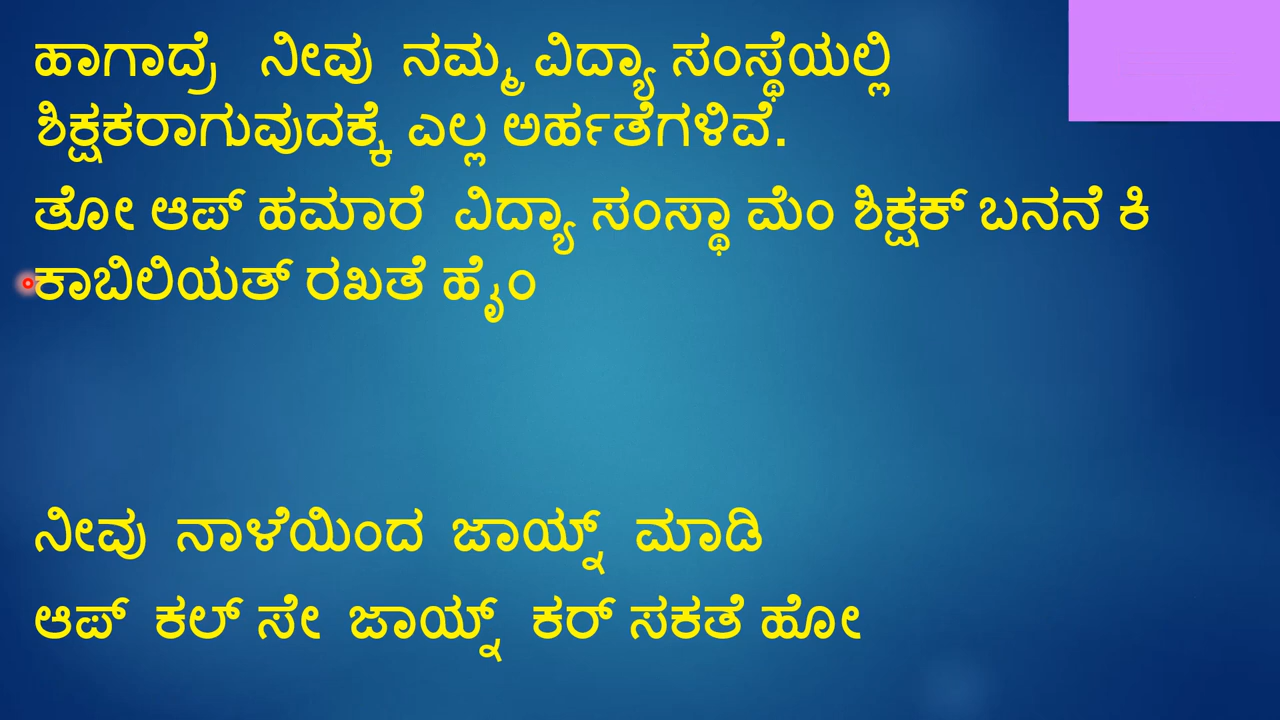 ಹಾಗಾದ್ರೆ ನೀವು ನಮ್ಮ ವಿದ್ಯಾ ಸಂಸ್ಥೆಯಲ್ಲಿ
ಶಿಕ್ಷಕರಾಗುವುದಕ್ಕೆ ಎಲ್ಲ ಅರ್ಹತೆಗಳಿವೆ.
ತೋ ಆಪ್ ಹಮಾರೆ ವಿದ್ಯಾ ಸಂಸ್ಥಾ ಮೆಂ ಶಿಕ್ಷಕ್ ಬನನೆ ಕಿ
ಕಾಬಿಲಿಯತ್ ರಖತೆ ಹೈಂ
ನೀವು ನಾಳೆಯಿಂದ ಜಾಯ್ನ್ ಮಾಡಿ
ಆಪ್ ಕಲ್ ಸೇ ಜಾಯ್ನ್ ಕರ್ ಸಕತೆ ಹೋ